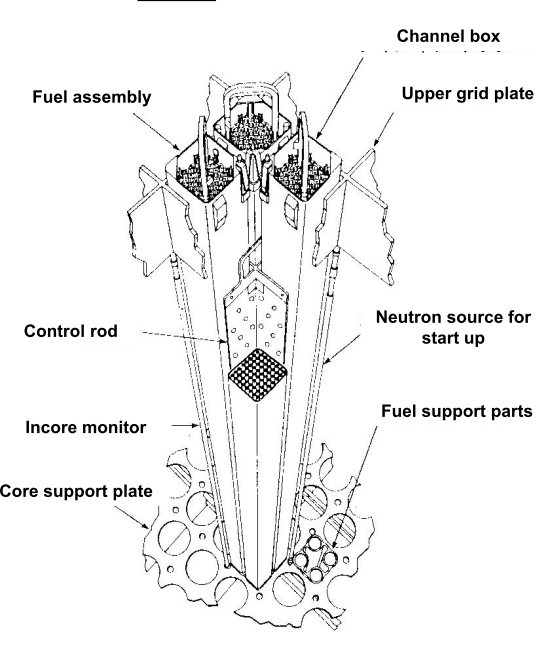 Channel box
Fuel assembly
Upper grid plate
Control rod
Neutron source for
start up
Fuel support parts
Incore monitor
Core support plate